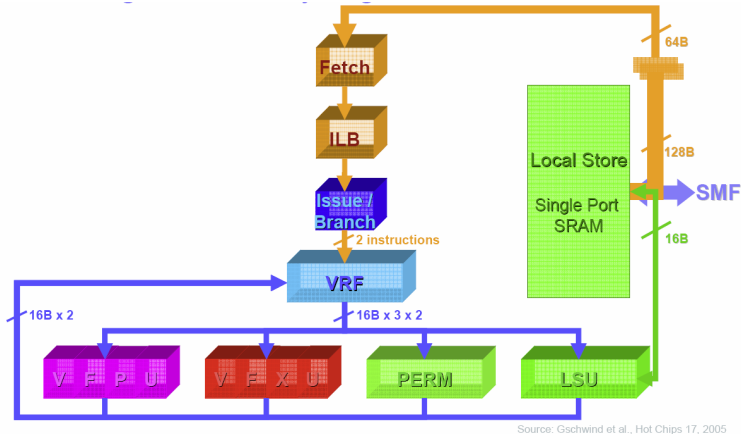 64B
Fetch
ILB
Local Store
128B
SMF
Issue /
Branch
Single Port
SRAM
2 instructions
16B
VRF
16B x 2
16B x 3 x 2
V F P U
V F X U
PERM
LSU
Source: Gschwind et al., Hot Chips 17, 2005